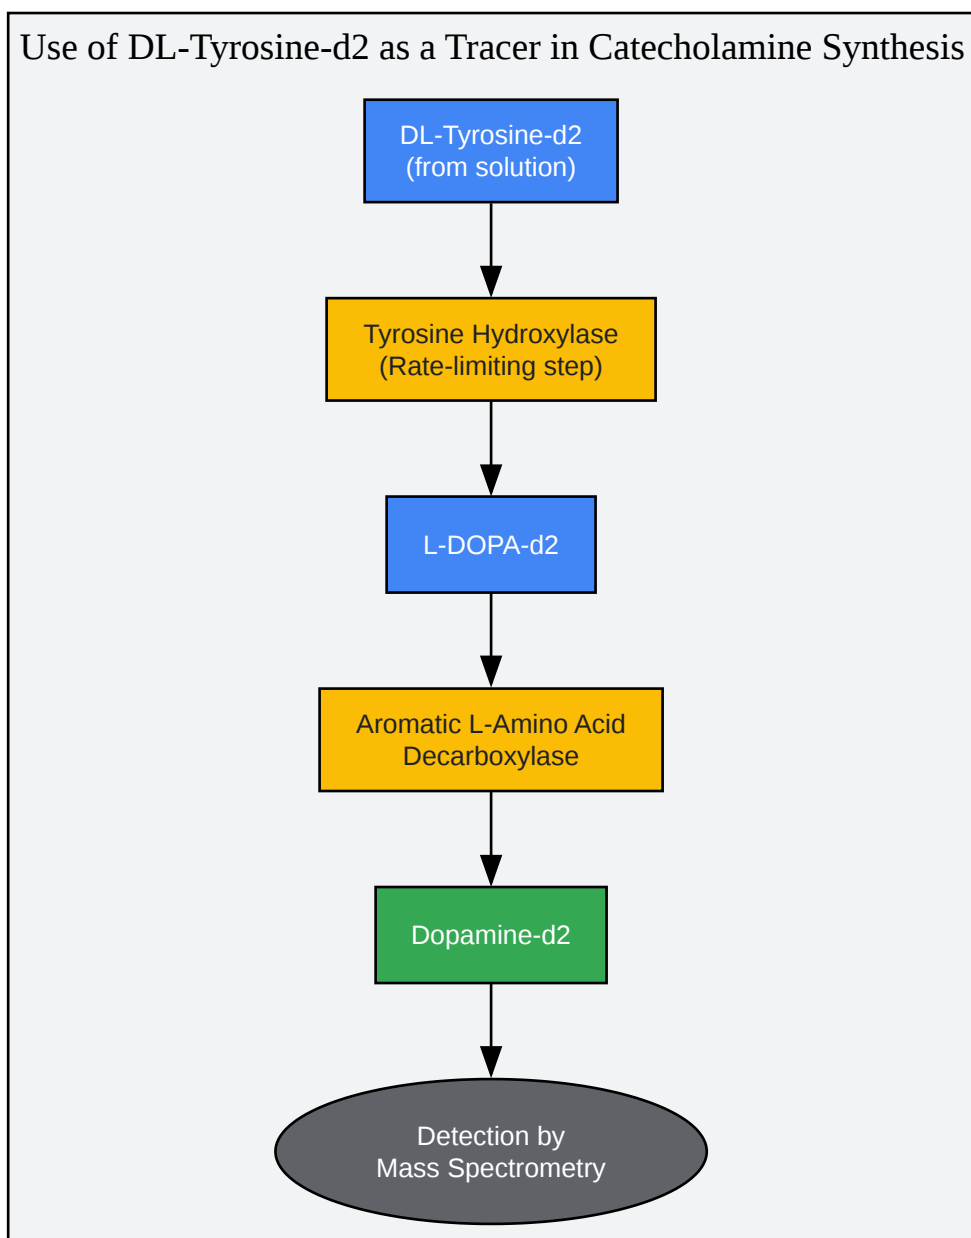 Use of DL-Tyrosine-d2 as a Tracer in Catecholamine Synthesis
DL-Tyrosine-d2
(from solution)
Tyrosine Hydroxylase
(Rate-limiting step)
L-DOPA-d2
Aromatic L-Amino Acid
Decarboxylase
Dopamine-d2
Detection by
Mass Spectrometry